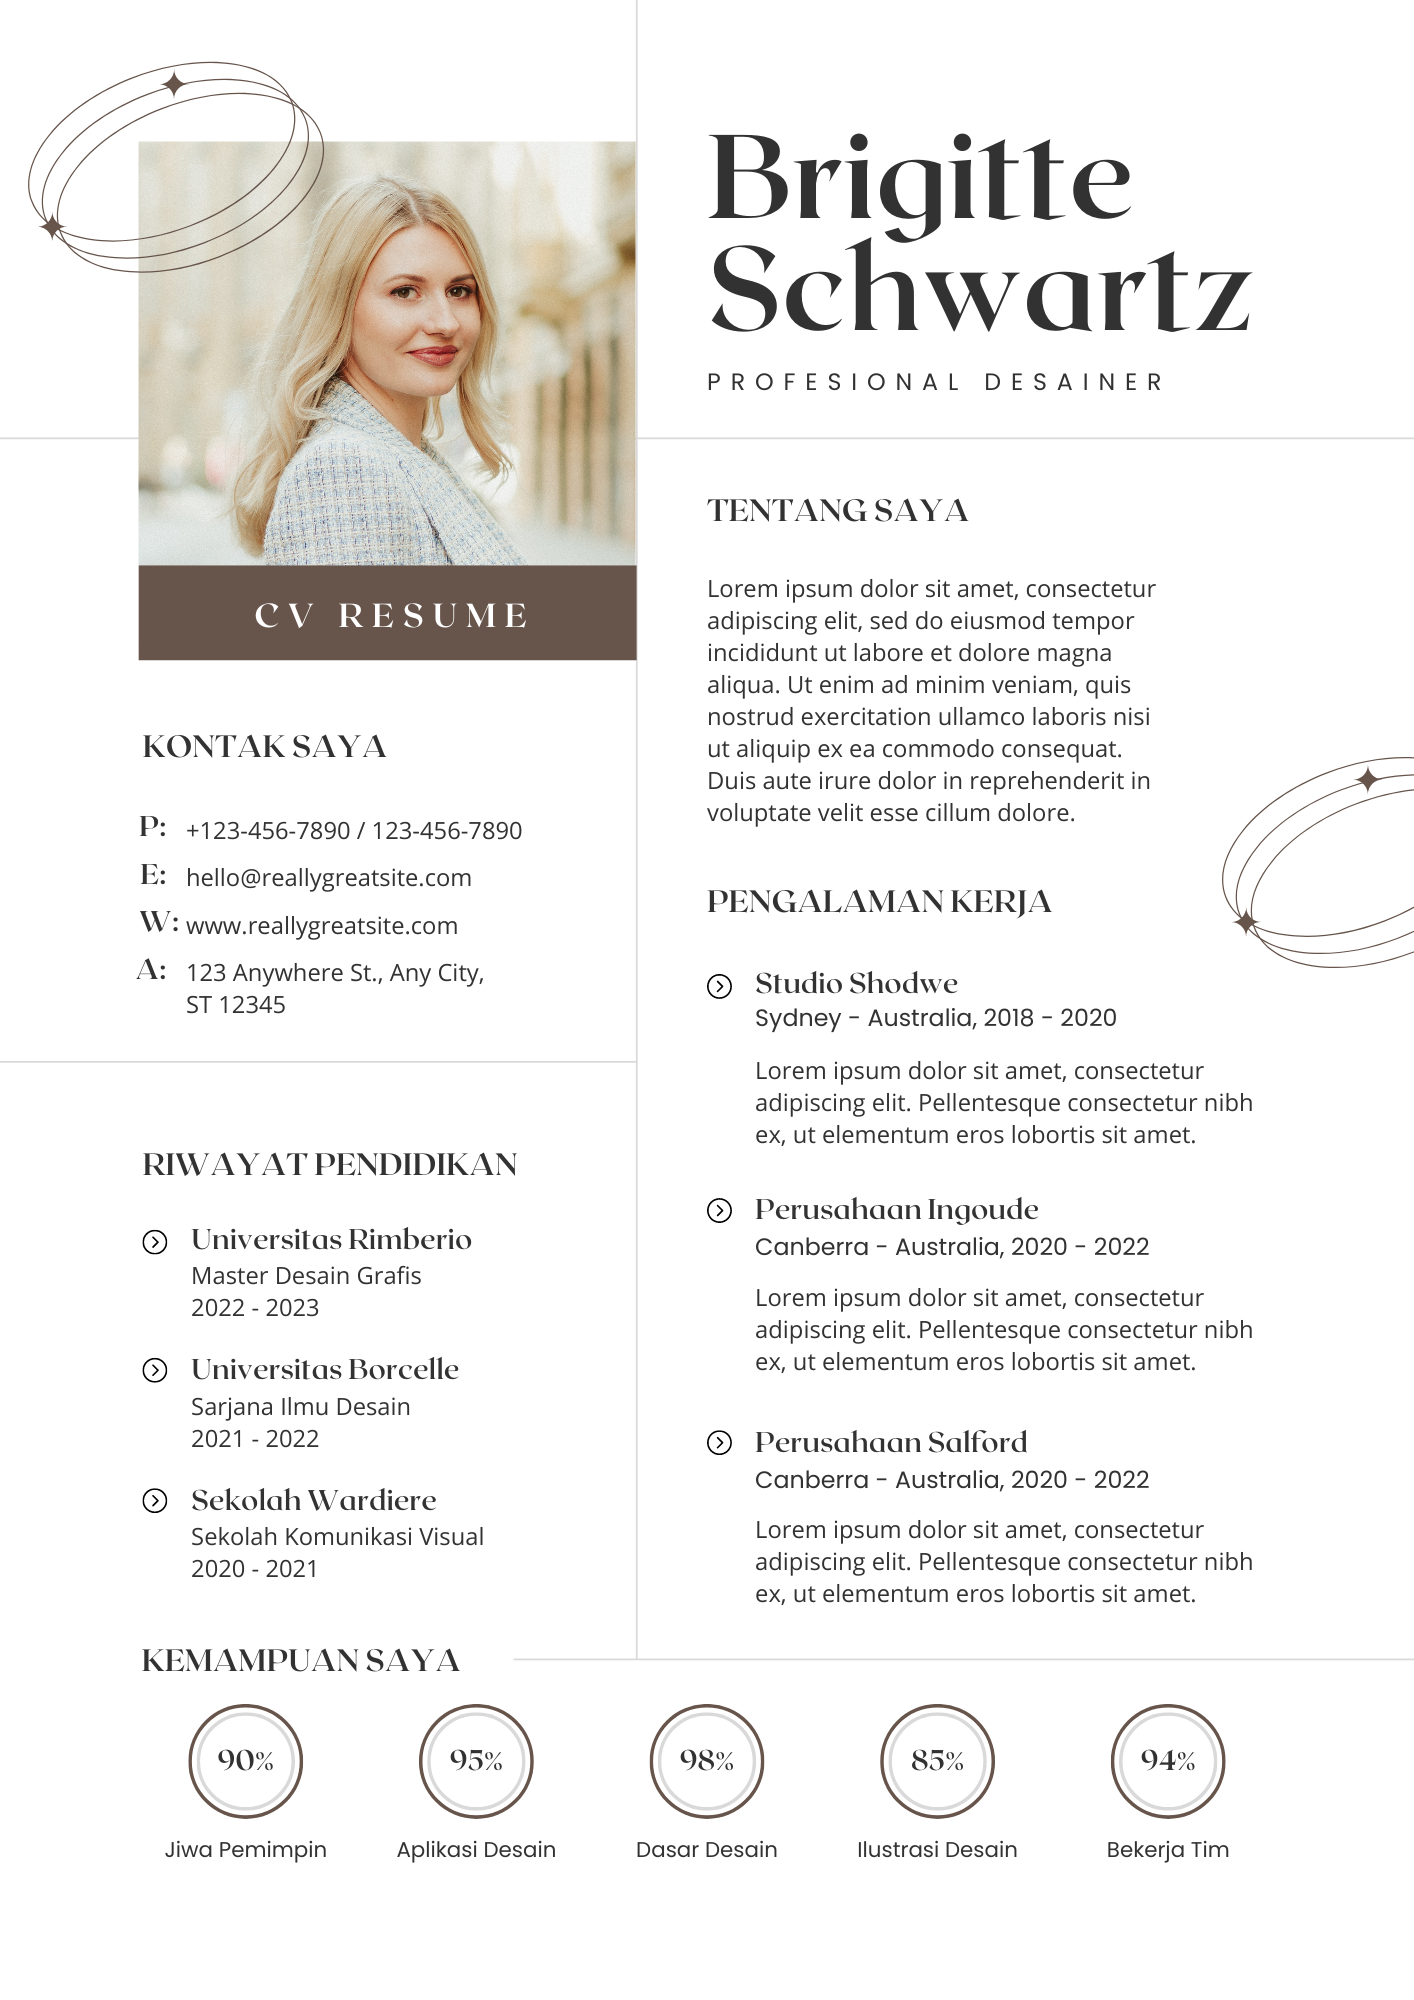 Brigitte
Schwartz
PROFESIONAL DESAINER
CV RESUME
KONTAK SAYA
P: +123-456-7890 / 123-456-7890
E: hello@reallygreatsite.com
W: www.reallygreatsite.com
A: 123 Anywhere St., Any City,
ST 12345
RIWAYAT PENDIDIKAN
Universitas Rimberio
Master Desain Grafis
2022 - 2023
Universitas Borcelle
Sarjana Ilmu Desain
2021 - 2022
Sekolah Wardiere
Sekolah Komunikasi Visual
2020 - 2021
TENTANG SAYA
Lorem ipsum dolor sit amet, consectetur
adipiscing elit, sed do eiusmod tempor
incididunt ut labore et dolore magna
aliqua. Ut enim ad minim veniam, quis
nostrud exercitation ullamco laboris nisi
ut aliquip ex ea commodo consequat.
Duis aute irure dolor in reprehenderit in
voluptate velit esse cillum dolore.
PENGALAMAN KERJA
Studio Shodwe
Sydney - Australia, 2018 - 2020
Lorem ipsum dolor sit amet, consectetur
adipiscing elit. Pellentesque consectetur nibh
ex, ut elementum eros lobortis sit amet.
Perusahaan Ingoude
Canberra - Australia, 2020 - 2022
Lorem ipsum dolor sit amet, consectetur
adipiscing elit. Pellentesque consectetur nibh
ex, ut elementum eros lobortis sit amet.
Perusahaan Salford
Canberra - Australia, 2020 - 2022
Lorem ipsum dolor sit amet, consectetur
adipiscing elit. Pellentesque consectetur nibh
ex, ut elementum eros lobortis sit amet.
KEMAMPUAN SAYA
90%
Jiwa Pemimpin
95%
Aplikasi Desain
98%
Dasar Desain
85%
Ilustrasi Desain
94%
Bekerja Tim